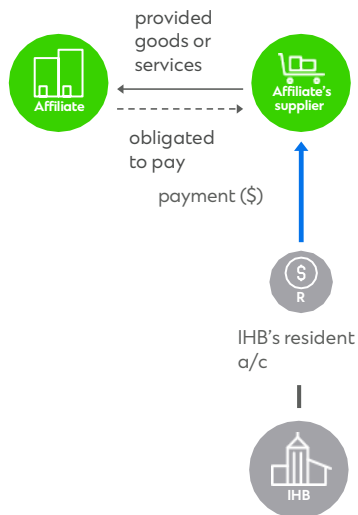 provided
goods or
services
Affiliate
Affiliate's
supplier
obligated
to pay
payment ($)
$
R
IHB's resident
a/c
IHB